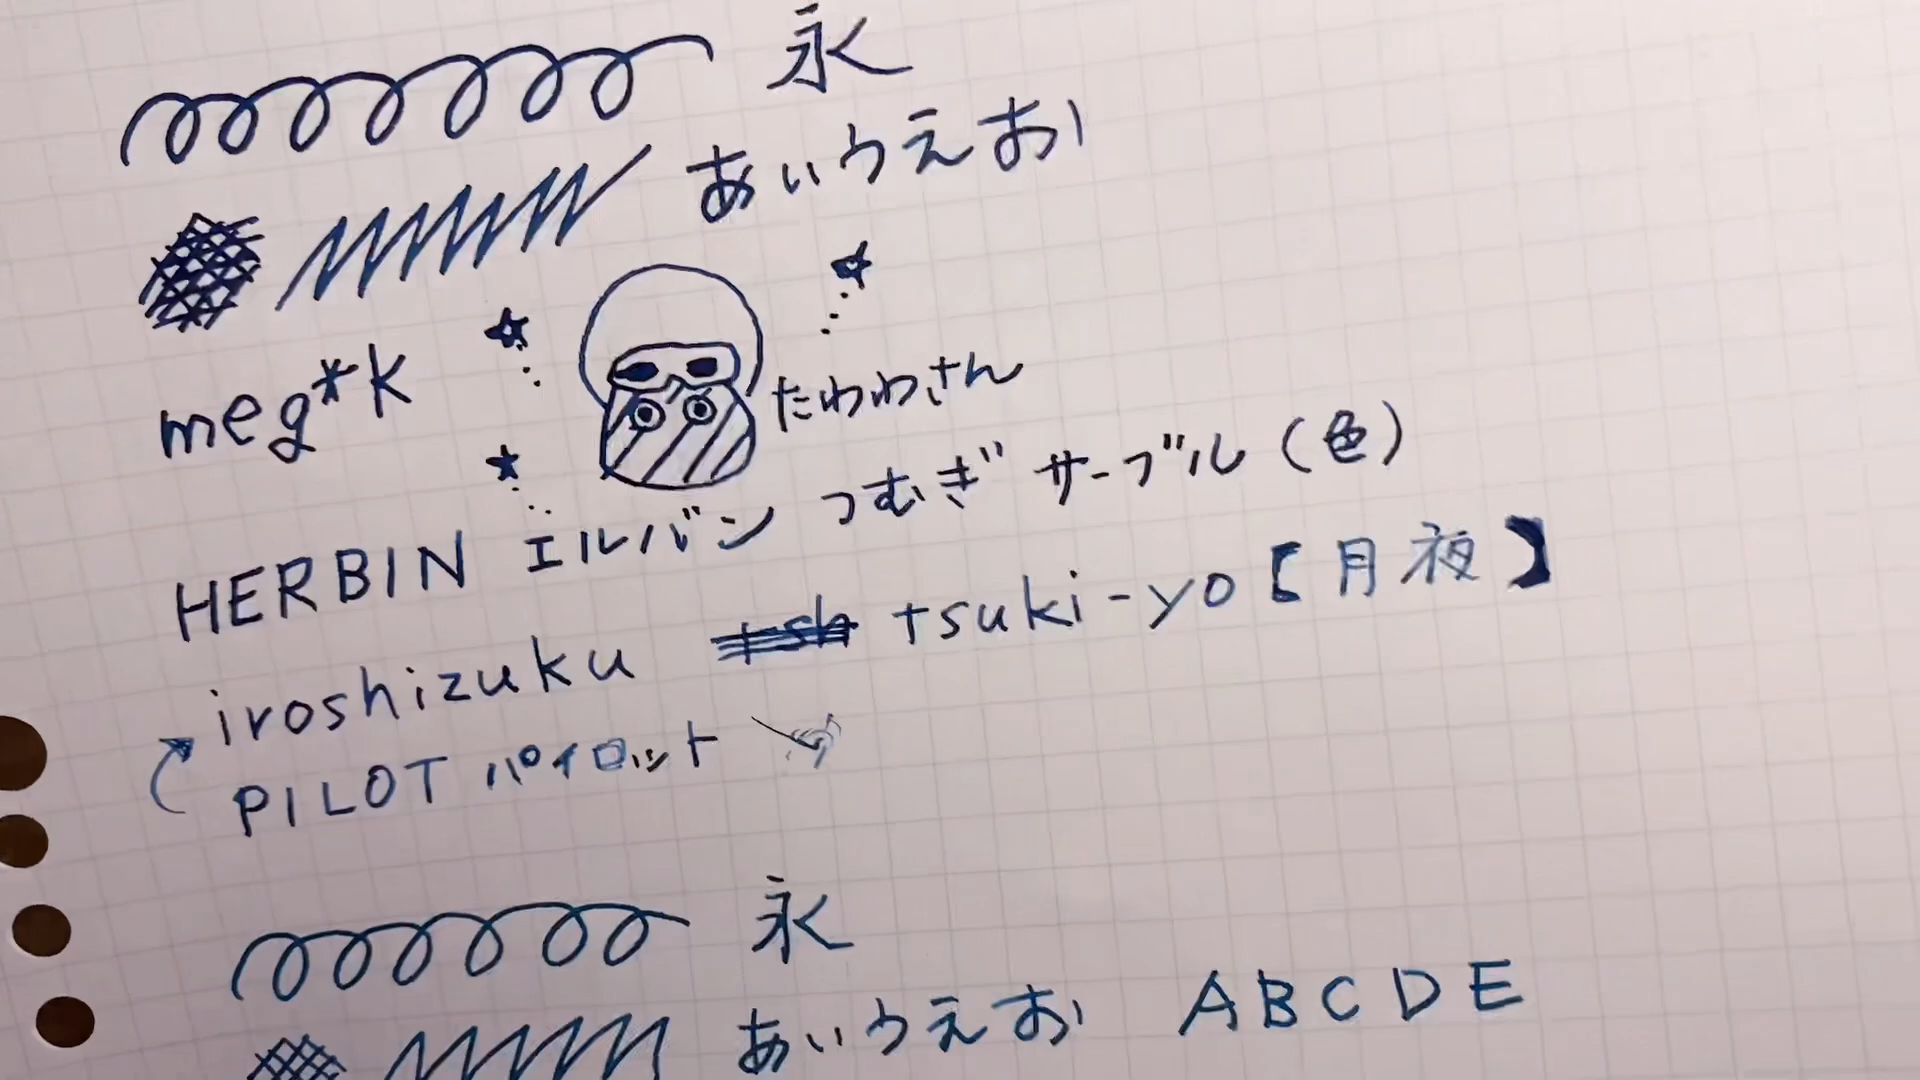 永
あいうえお
meg*k
たわわさん
HERBIN エルバン つむぎ サーブル (色)
iroshizuku tsuki-yo【月夜】
PILOT パイロット
永
あいうえお ABCDE